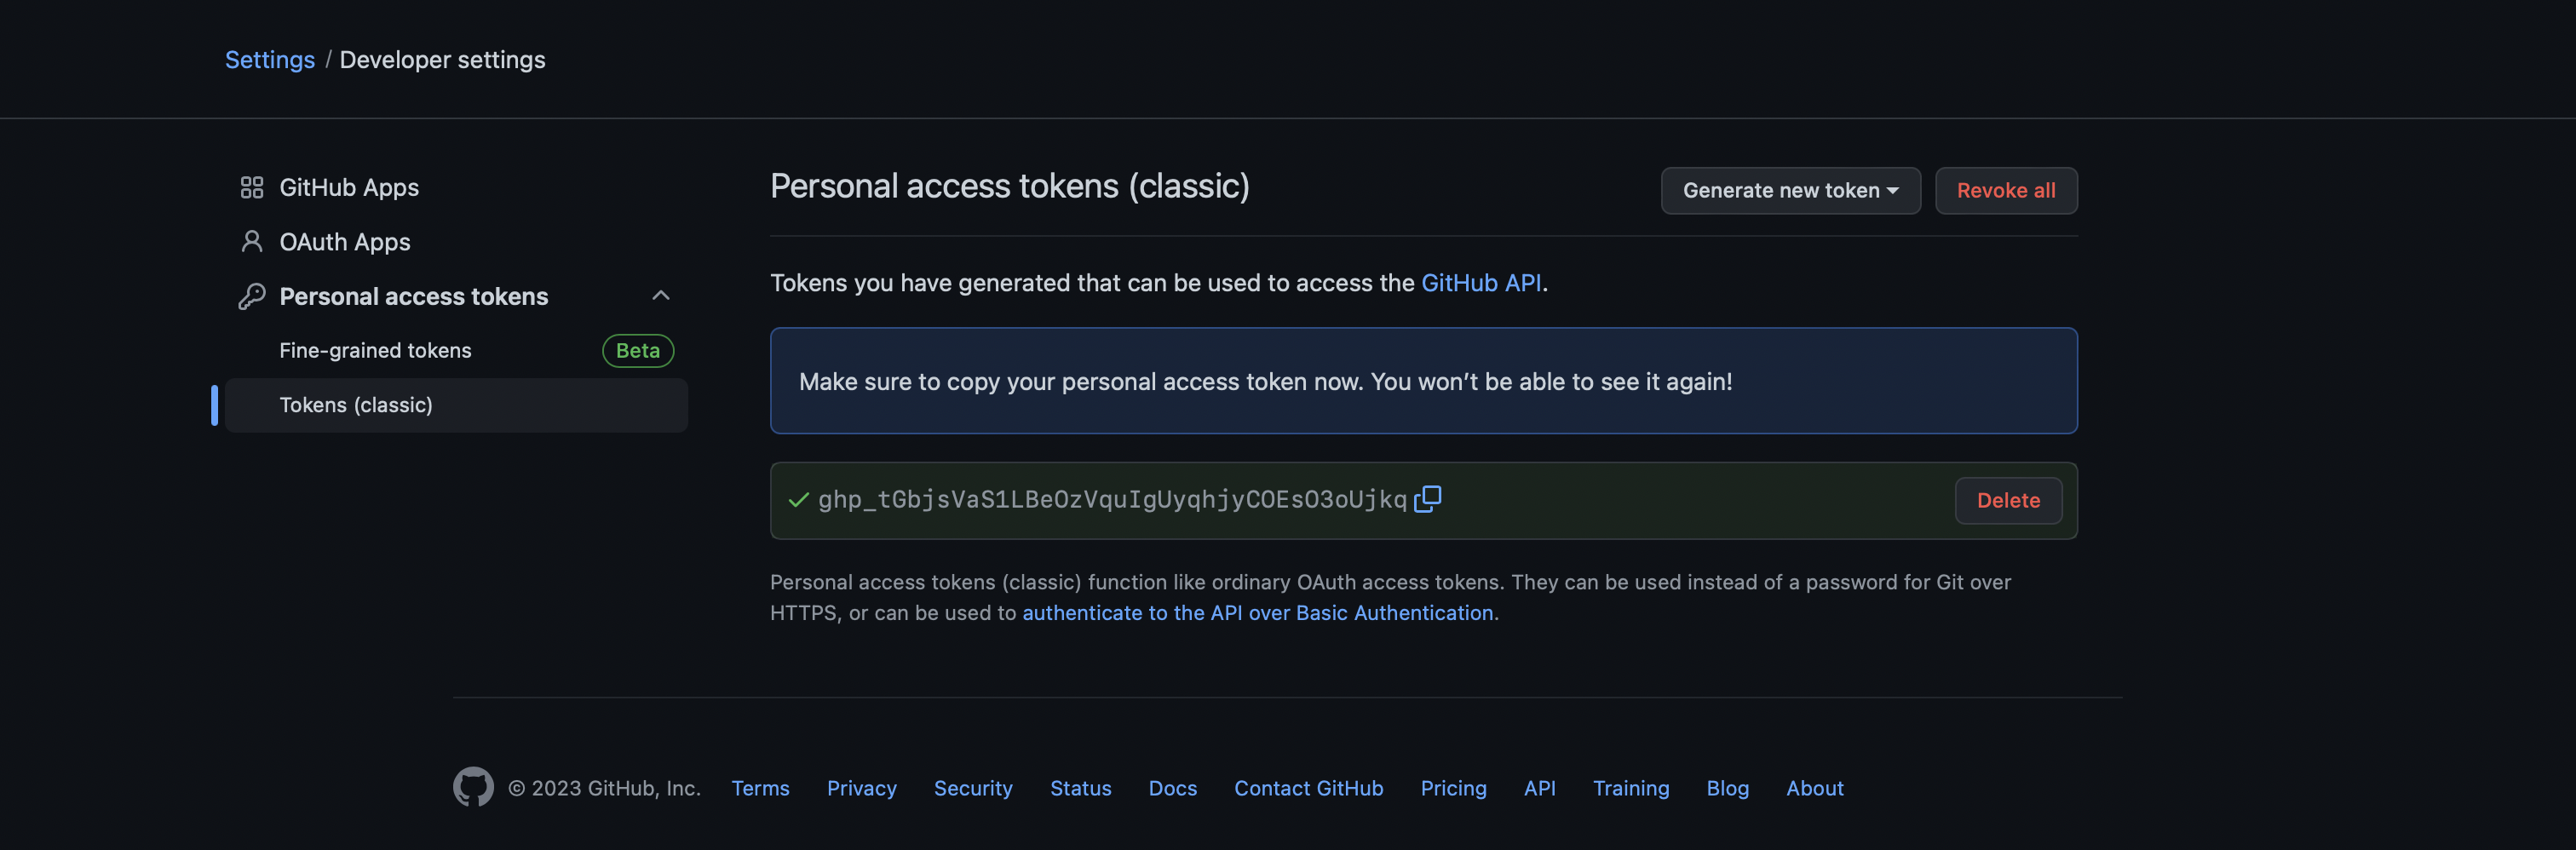 Settings / Developer settings
GitHub Apps
OAuth Apps
Personal access tokens
Fine-grained tokens Beta
Tokens (classic)
Personal access tokens (classic)
Generate new token Revoke all
Tokens you have generated that can be used to access the GitHub API.
Make sure to copy your personal access token now. You won’t be able to see it again!
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 Delete
Personal access tokens (classic) function like ordinary OAuth access tokens. They can be used instead of a password for Git over
HTTPS, or can be used to authenticate to the API over Basic Authentication.
© 2023 GitHub, Inc. Terms Privacy Security Status Docs Contact GitHub Pricing API Training Blog About